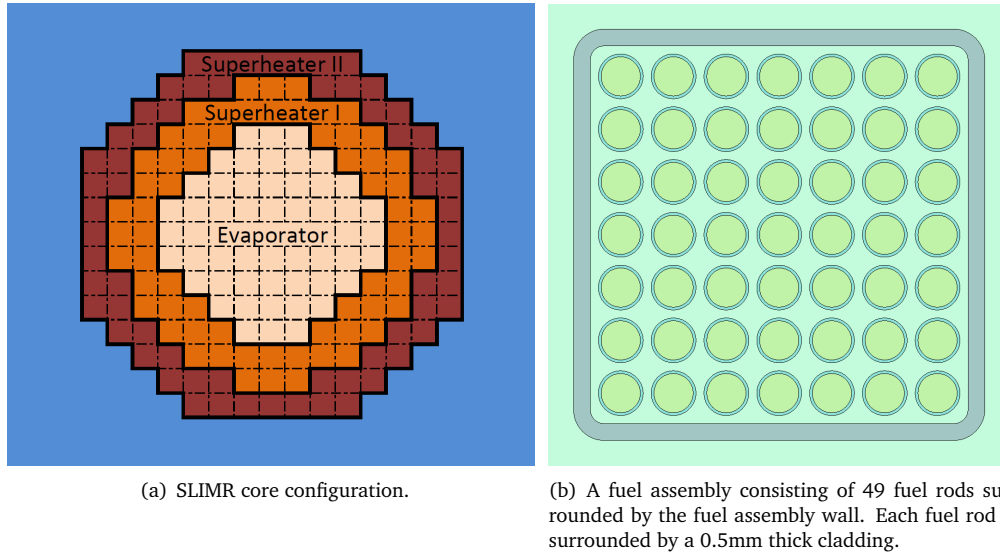 Superheater II
Superheater I
Evaporator
(a) SLIMR core configuration.
(b) A fuel assembly consisting of 49 fuel rods su
rounded by the fuel assembly wall. Each fuel rod
surrounded by a 0.5mm thick cladding.